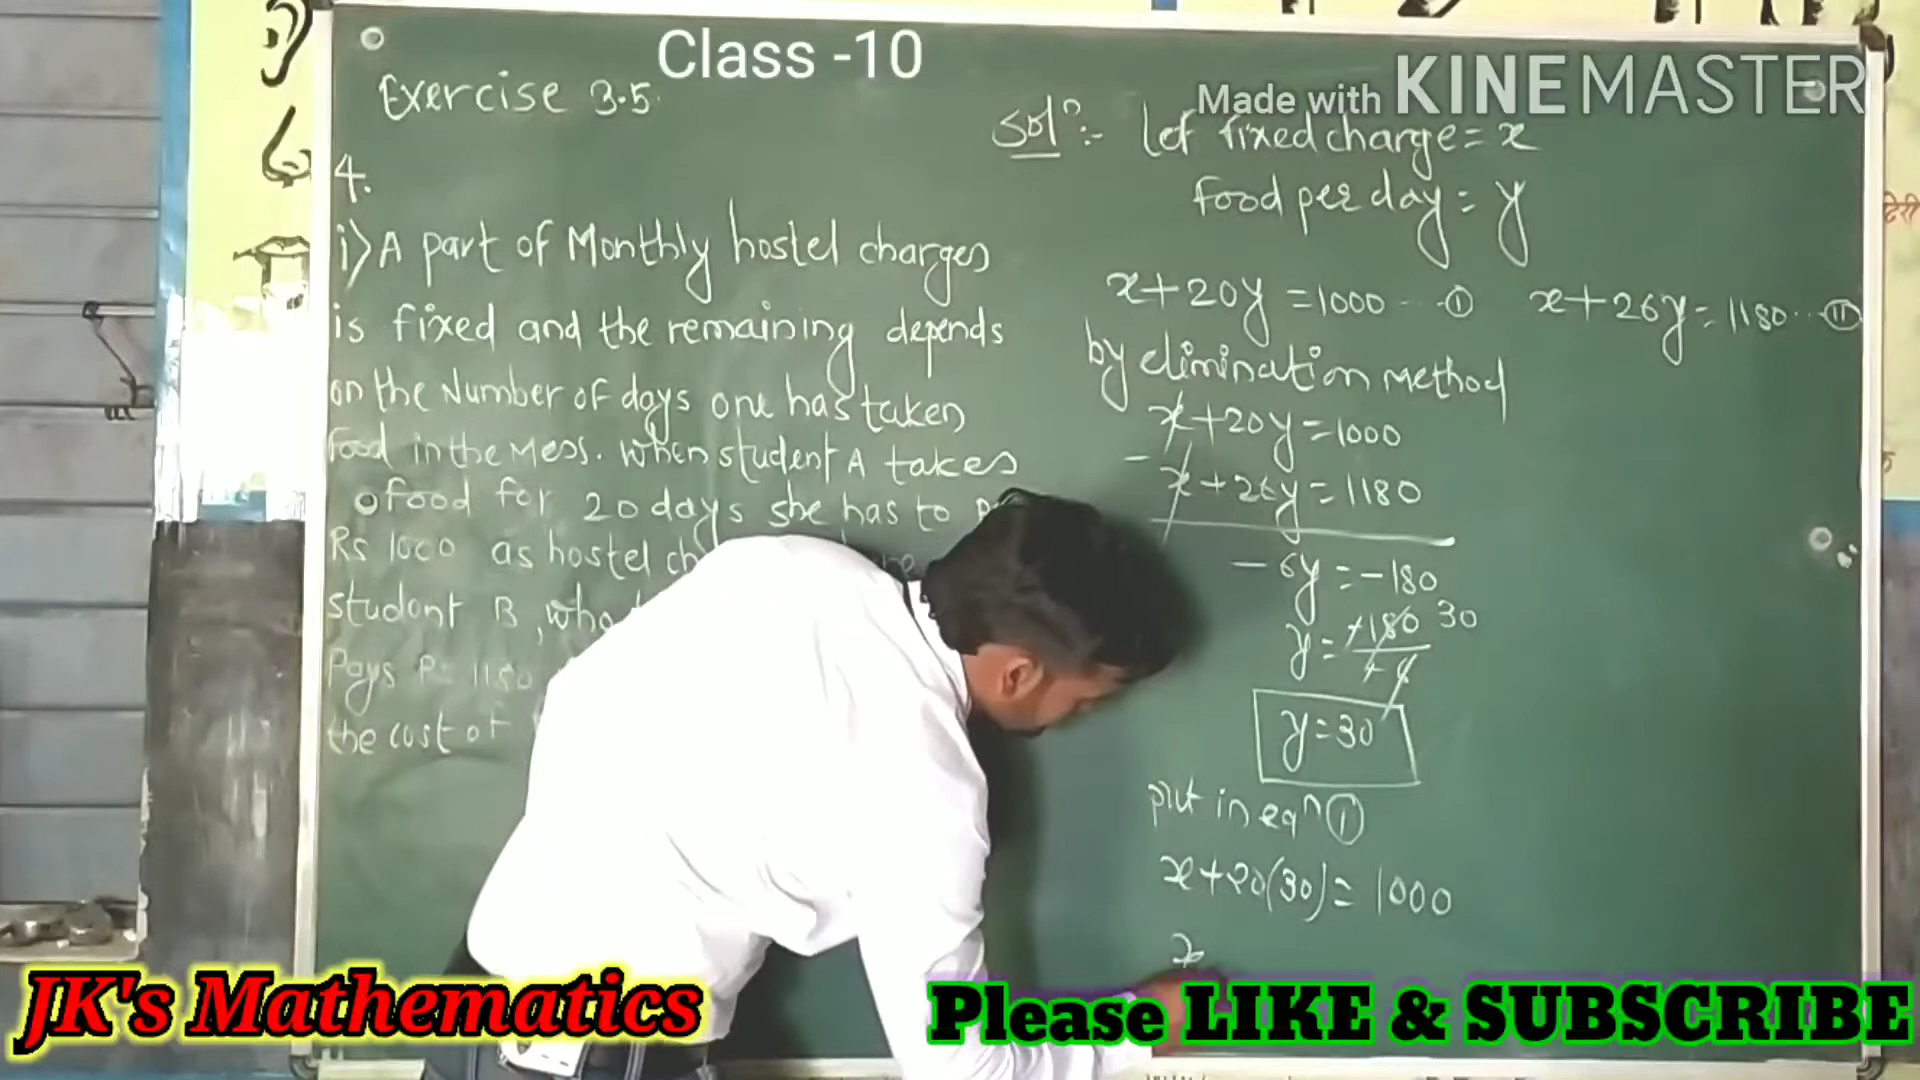 Class -10
Made with KINEMASTER
Exercise 3.5
4.
i) A part of Monthly hostel charges
is fixed and the remaining depends
on the Number of days one has taken
food in the Mess. When student A takes
food for 20 days she has to
Rs 1000 as hostel
student B, who
Pays Rs 1180
the cost of
Solⁿ:- Let fixed charge = x
food per day = y
x+20y = 1000 --- (I) x+26y = 1180 --- (II)
by elimination method
x+20y = 1000
- x+26y = 1180
-6y = -180
y = -180/-6 30
y = 30
put in eqⁿ (I)
x+20(30) = 1000
x
JK's Mathematics
Please LIKE & SUBSCRIBE